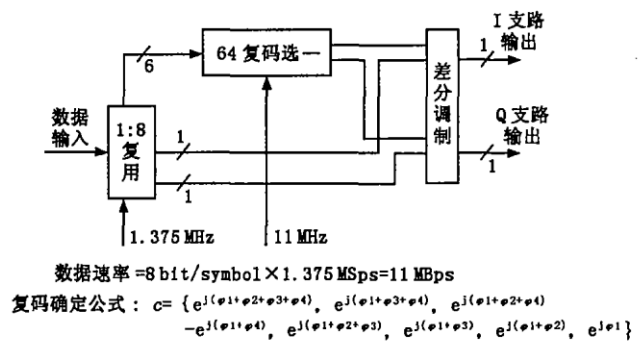 I 支路
输出
64 复码选一
6
1
差分调制
数据
输入
1:8
复用
1
1
Q 支路
输出
1
1.375 MHz
11 MHz
数据速率 =8 bit/symbol×1.375 MSps=11 MBps
复码确定公式：c= {e^{j(φ1+φ2+φ3+φ4)}, e^{j(φ1+φ3+φ4)}, e^{j(φ1+φ2+φ4)}
-e^{j(φ1+φ4)}, e^{j(φ1+φ2+φ3)}, e^{j(φ1+φ3)}, e^{j(φ1+φ2)}, e^{jφ1}}